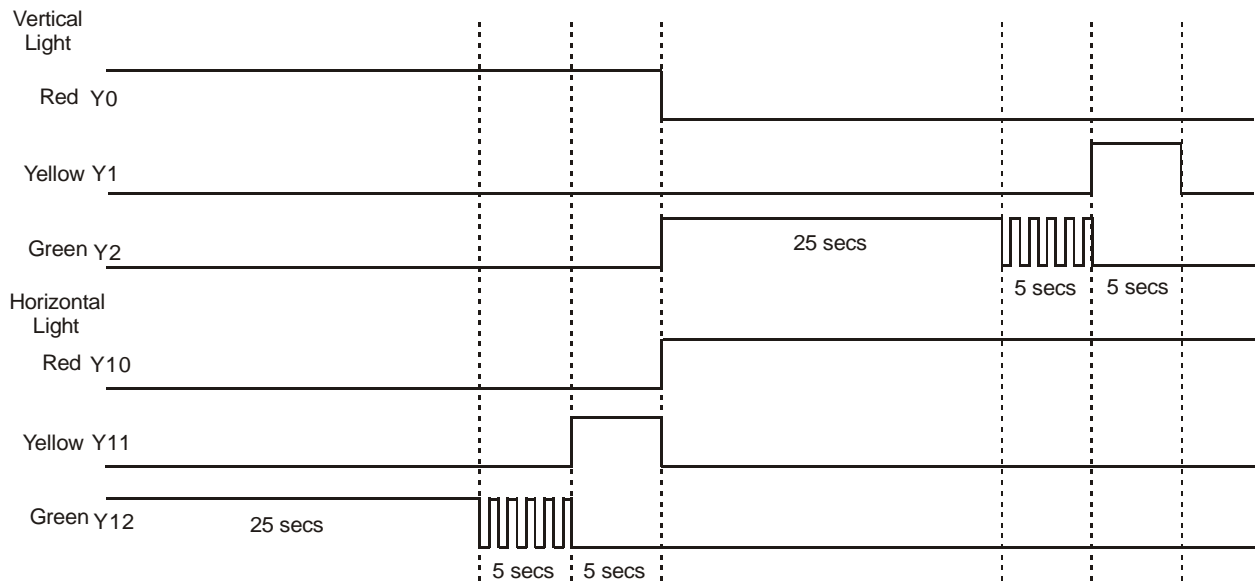 Vertical
Light
Red Y0
Yellow Y1
Green Y2
25 secs
5 secs
5 secs
Horizontal
Light
Red Y10
Yellow Y11
Green Y12
25 secs
5 secs
5 secs